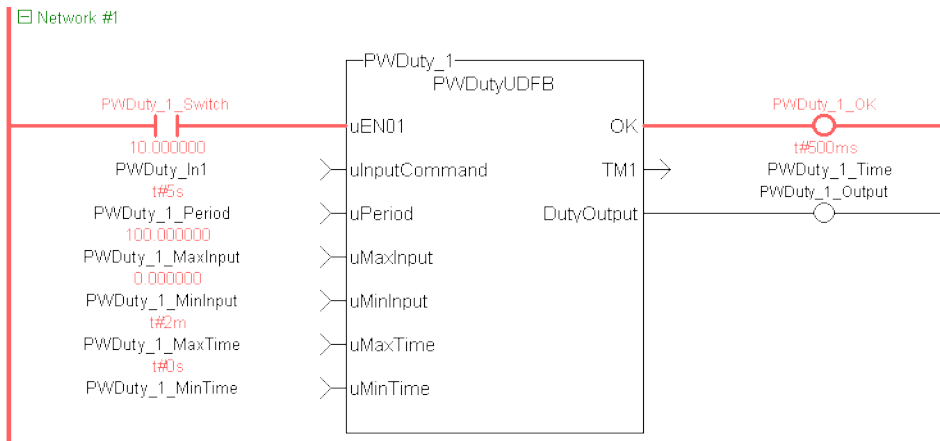 Network #1
PWDuty_1
PWDutyUDFB
PWDuty_1_Switch
PWDuty_1_OK
uEN01
OK
10.000000
t#500ms
PWDuty_In1
uInputCommand
TM1
PWDuty_1_Time
t#5s
PWDuty_1_Output
PWDuty_1_Period
uPeriod
DutyOutput
100.000000
PWDuty_1_MaxInput
uMaxInput
0.000000
PWDuty_1_MinInput
uMinInput
t#2m
PWDuty_1_MaxTime
uMaxTime
t#0s
PWDuty_1_MinTime
uMinTime